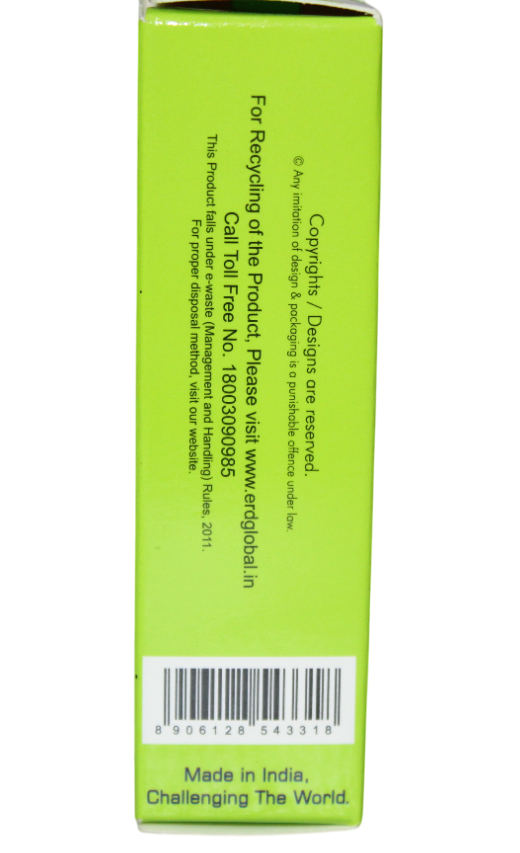 Copyrights / Designs are reserved.
© Any imitation of design & packaging is a punishable offence under law.
For Recycling of the Product, Please visit www.erdglobal.in
Call Toll Free No. 18003090985
This Product falls under e-waste (Management and Handling) Rules, 2011.
For proper disposal method, visit our website.
8 906128 543318
Made in India,
Challenging The World.